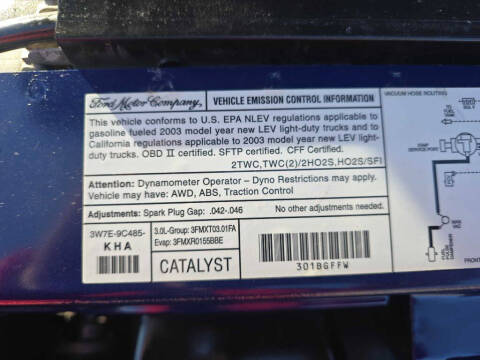 Ford Motor Company
VEHICLE EMISSION CONTROL INFORMATION
VACUUM HOSE ROUTING
This vehicle conforms to U.S. EPA NLEV regulations applicable to
gasoline fueled 2003 model year new LEV light-duty trucks and to
California regulations applicable to 2003 model year new LEV light-
duty trucks. OBD II certified. SFTP certified. CFF Certified.
2TWC,TWC(2)/2HO2S,HO2S/SFI
Attention: Dynamometer Operator – Dyno Restrictions may apply.
Vehicle may have: AWD, ABS, Traction Control
Adjustments: Spark Plug Gap: .042-.046
No other adjustments needed.
3W7E-9C485-
KHA
3.0L-Group: 3FMXT03.01FA
Evap: 3FMXR0155BBE
CATALYST
301BGFFW
FRONT